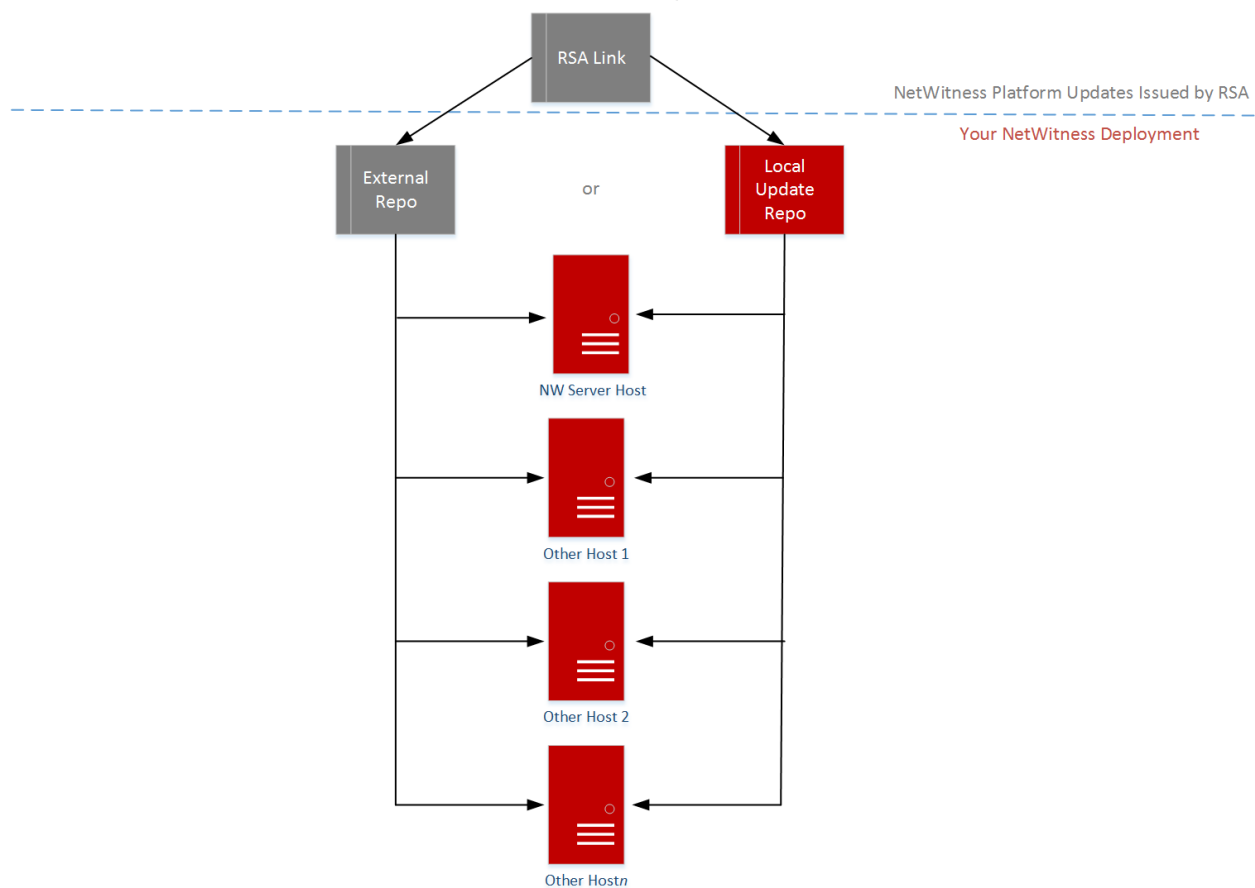 RSA Link
NetWitness Platform Updates Issued by RSA
Your NetWitness Deployment
External
Repo
or
Local
Update
Repo
NW Server Host
Other Host 1
Other Host 2
Other Hostn